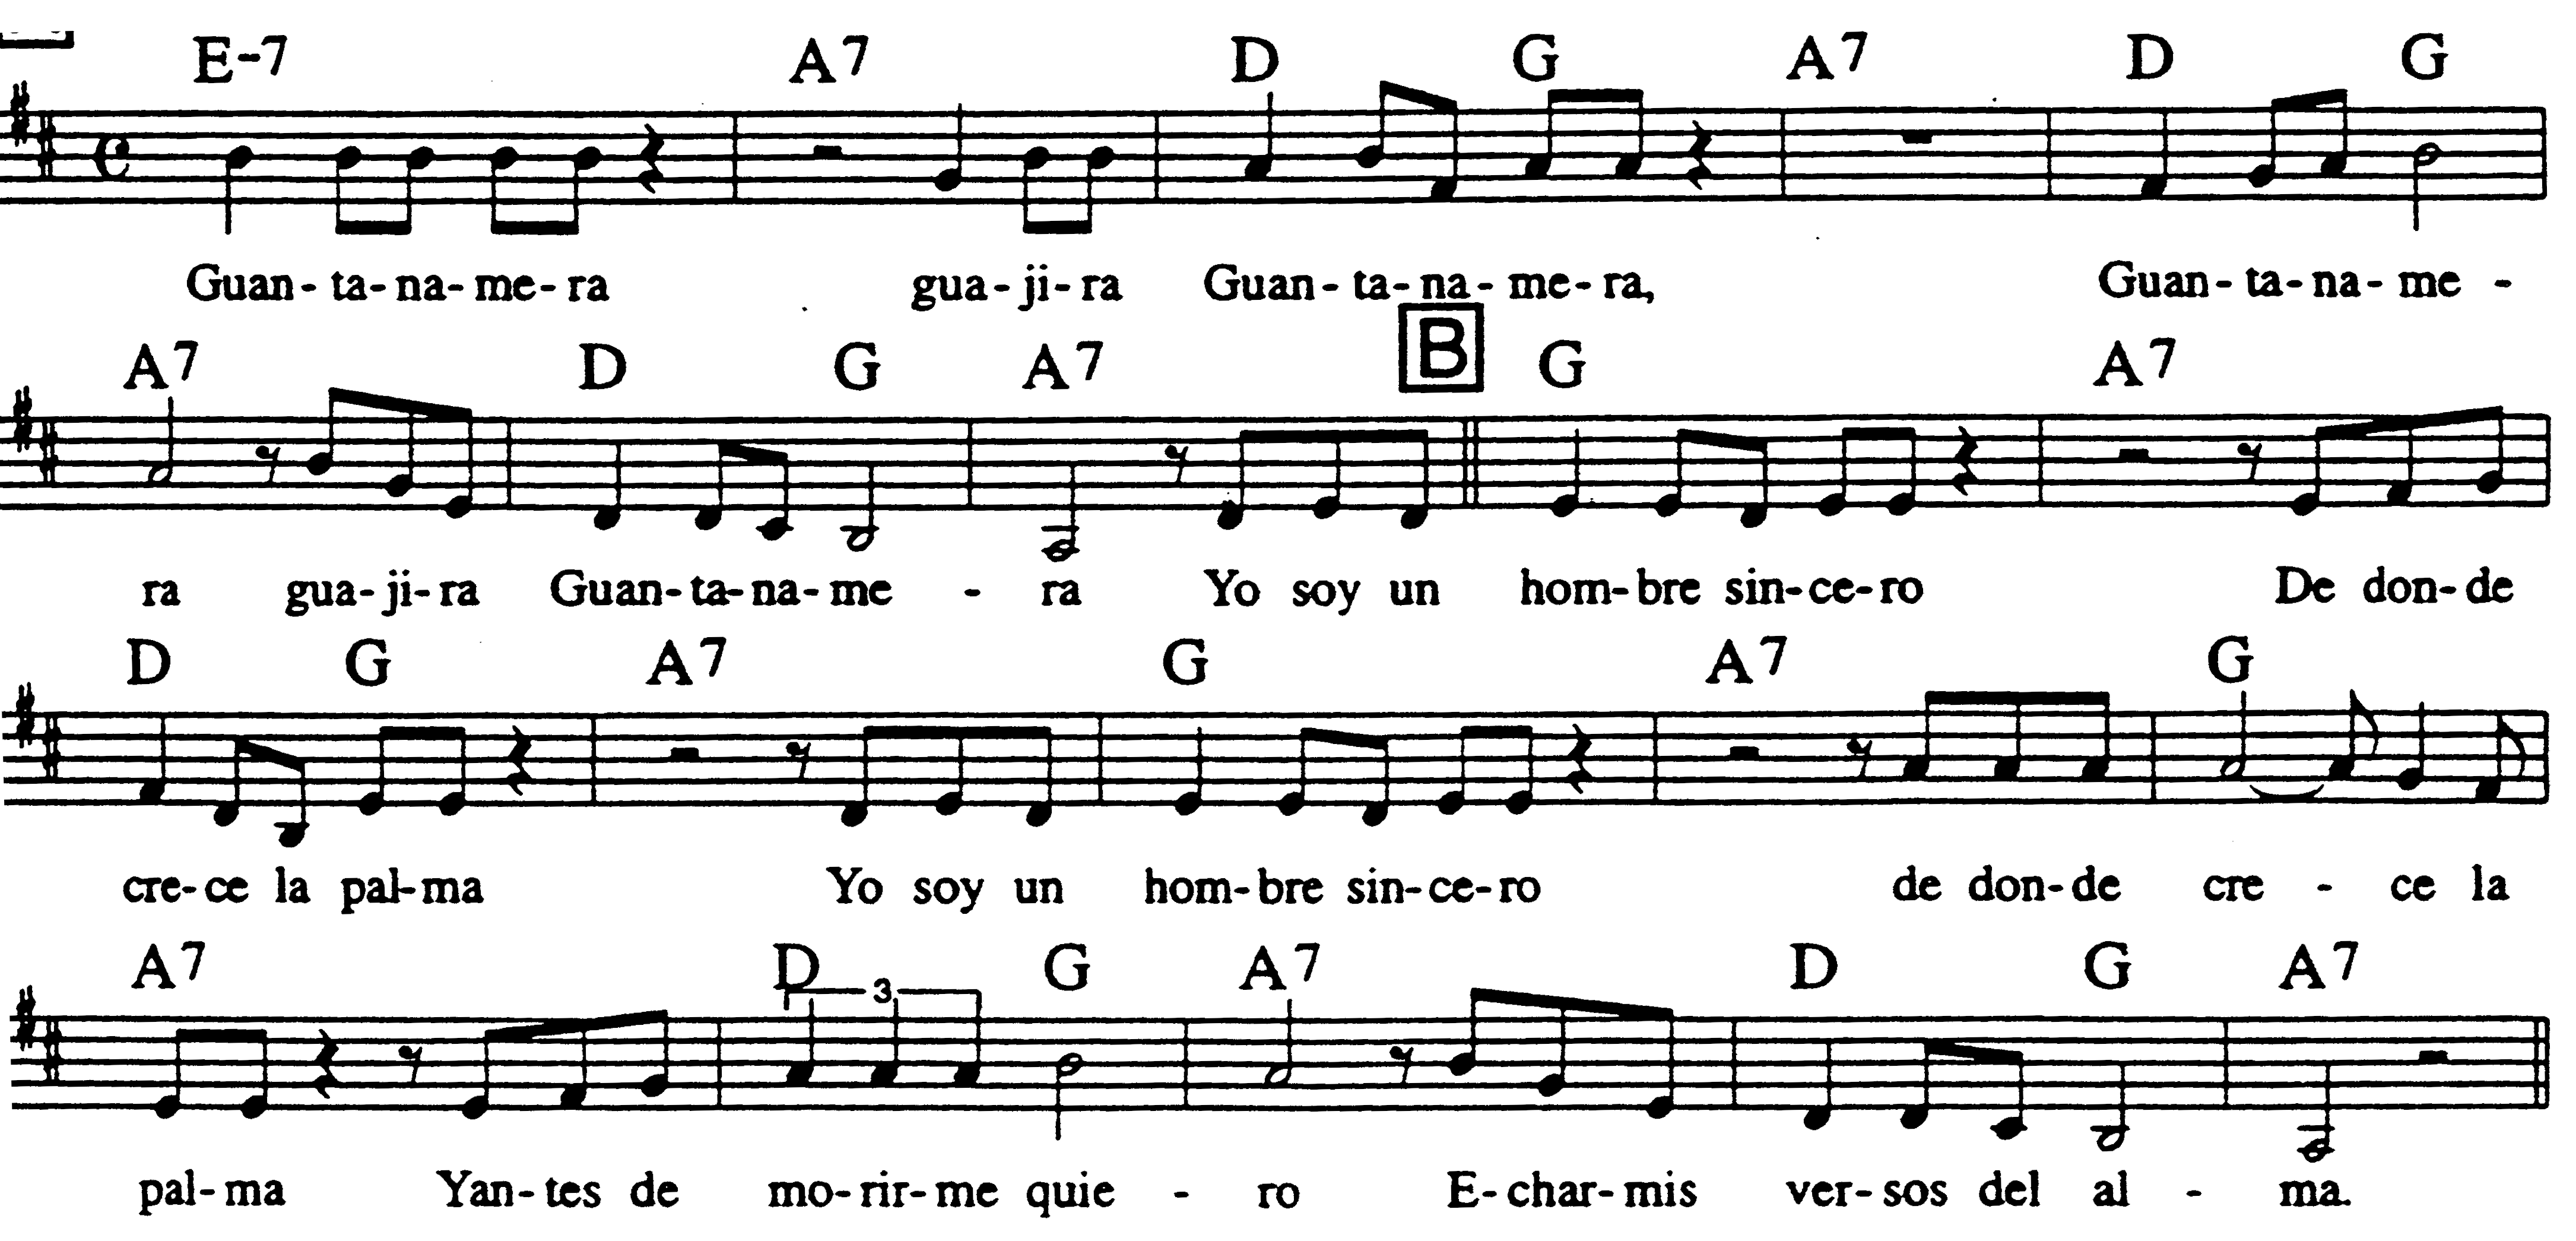 E-7 A7 D G A7 D G
Guan- ta- na- me- ra gua- ji- ra Guan- ta- na- me- ra, Guan- ta- na- me -
B
A7 D G A7 G A7
ra gua- ji- ra Guan- ta- na- me - ra Yo soy un hom- bre sin- ce- ro De don- de
D G A7 G A7 G
cre- ce la pal- ma Yo soy un hom- bre sin- ce- ro de don- de cre - ce la
A7 D G A7 D G A7
3
pal- ma Yan- tes de mo- rir- me quie - ro E- char- mis ver- sos del al - ma.